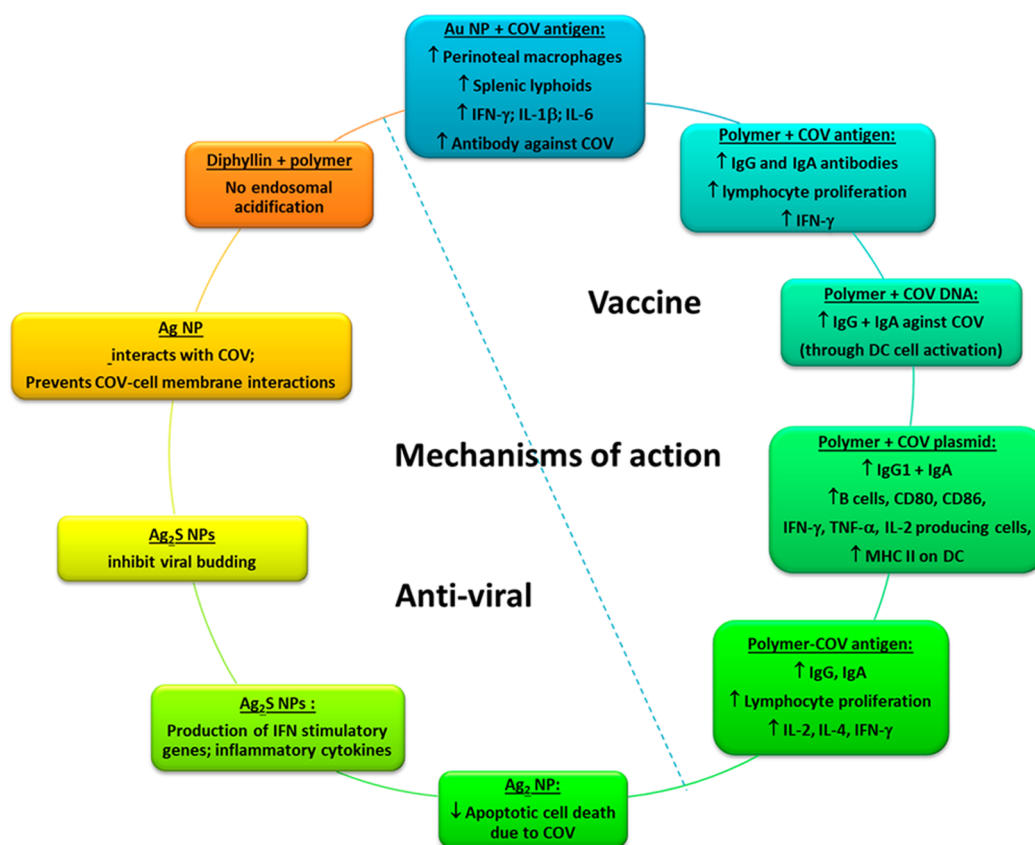 Au NP + COV antigen:
↑ Perinoteal macrophages
↑ Splenic lyphoids
↑ IFN-γ; IL-1β; IL-6
↑ Antibody against COV
Polymer + COV antigen:
↑ IgG and IgA antibodies
↑ lymphocyte proliferation
↑ IFN-γ
Polymer + COV DNA:
↑ IgG + IgA against COV
(through DC cell activation)
Polymer + COV plasmid:
↑ IgG1 + IgA
↑B cells, CD80, CD86,
IFN-γ, TNF-α, IL-2 producing cells,
↑ MHC II on DC
Polymer-COV antigen:
↑ IgG, IgA
↑ Lymphocyte proliferation
↑ IL-2, IL-4, IFN-γ
Ag₂ NP:
↓ Apoptotic cell death
due to COV
Ag₂S NPs :
Production of IFN stimulatory
genes; inflammatory cytokines
Ag₂S NPs
inhibit viral budding
Ag NP
interacts with COV;
Prevents COV-cell membrane interactions
Diphyllin + polymer
No endosomal
acidification
Vaccine
Mechanisms of action
Anti-viral